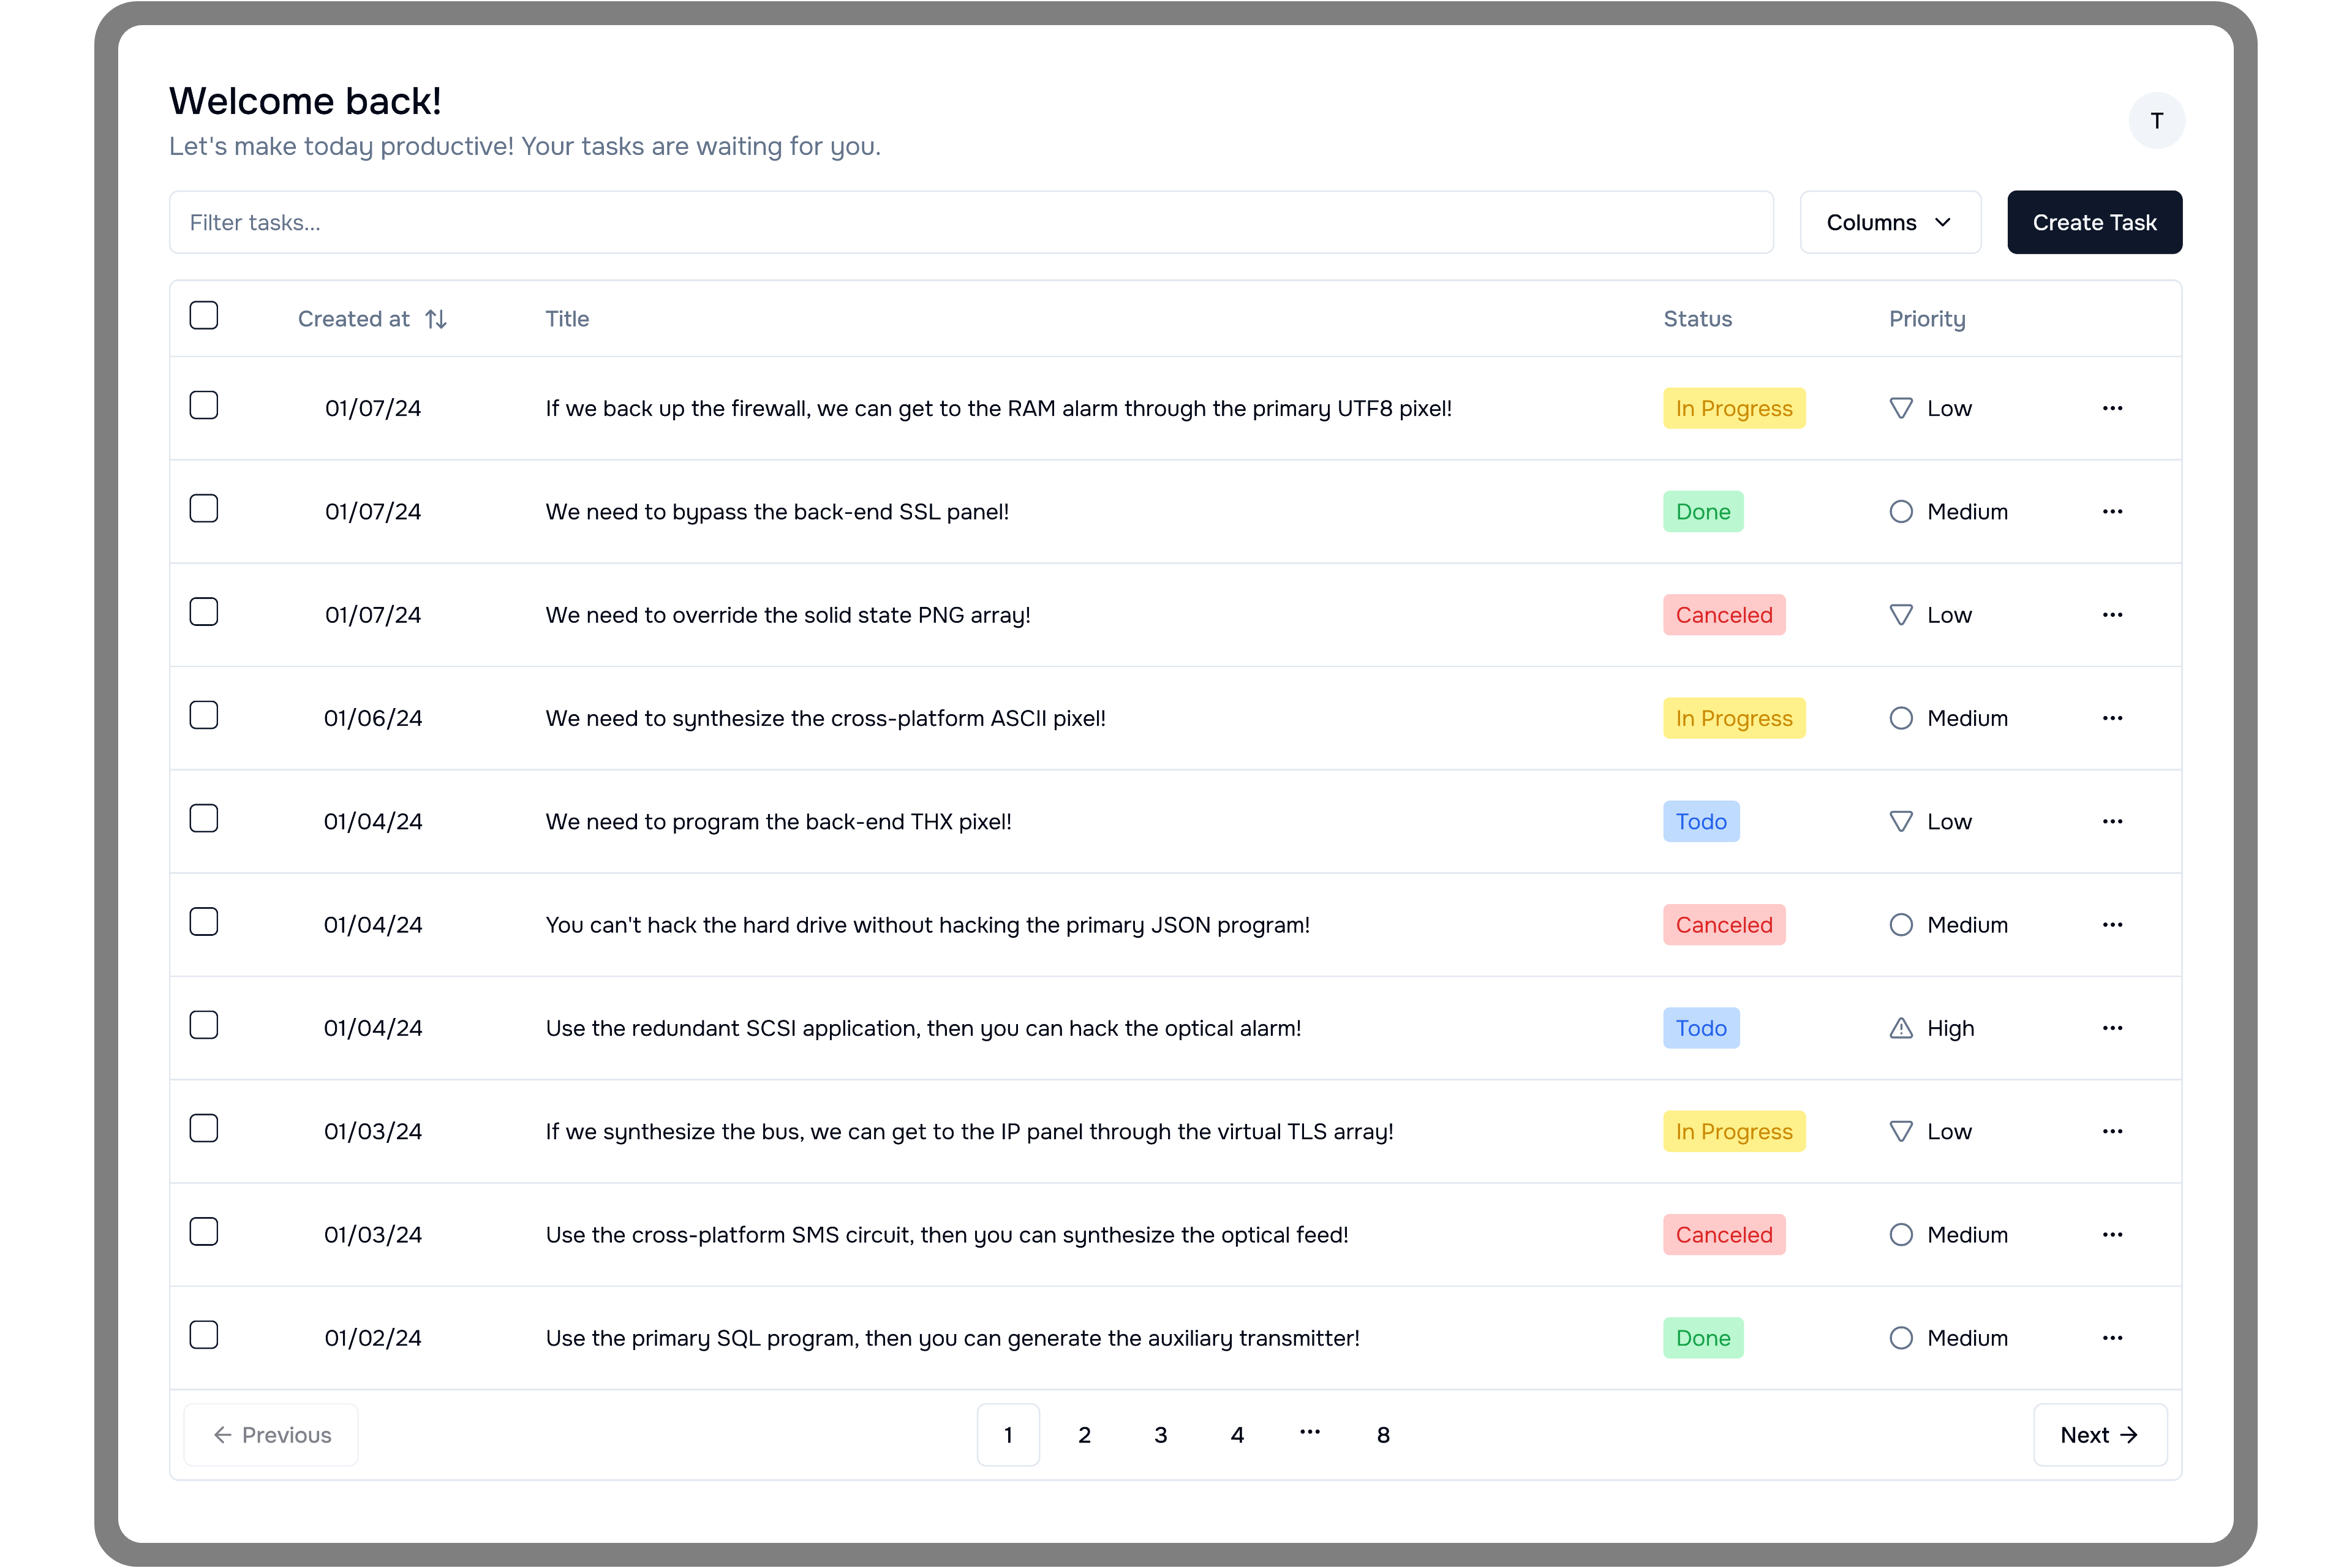 Welcome back!
Let's make today productive! Your tasks are waiting for you.
T
Filter tasks...
Columns
Create Task
Created at Title Status Priority
01/07/24 If we back up the firewall, we can get to the RAM alarm through the primary UTF8 pixel! In Progress Low
01/07/24 We need to bypass the back-end SSL panel! Done Medium
01/07/24 We need to override the solid state PNG array! Canceled Low
01/06/24 We need to synthesize the cross-platform ASCII pixel! In Progress Medium
01/04/24 We need to program the back-end THX pixel! Todo Low
01/04/24 You can't hack the hard drive without hacking the primary JSON program! Canceled Medium
01/04/24 Use the redundant SCSI application, then you can hack the optical alarm! Todo High
01/03/24 If we synthesize the bus, we can get to the IP panel through the virtual TLS array! In Progress Low
01/03/24 Use the cross-platform SMS circuit, then you can synthesize the optical feed! Canceled Medium
01/02/24 Use the primary SQL program, then you can generate the auxiliary transmitter! Done Medium
Previous 1 2 3 4 ... 8 Next